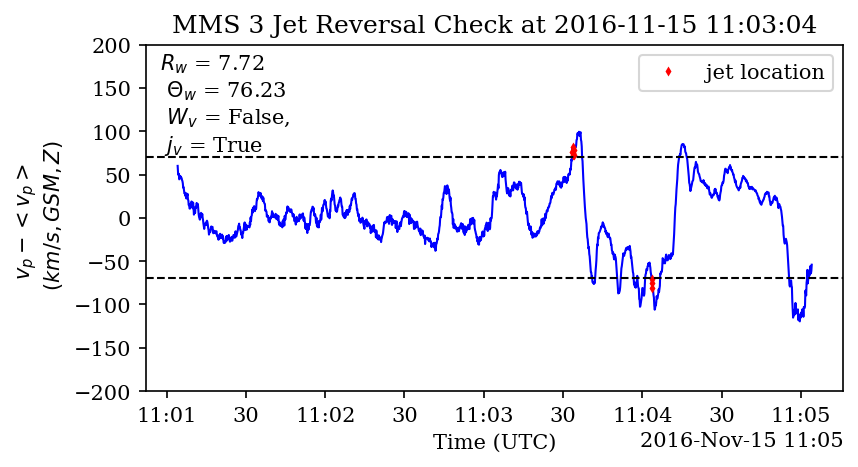 MMS 3 Jet Reversal Check at 2016-11-15 11:03:04
R_w = 7.72
Θ_w = 76.23
W_v = False,
j_v = True
jet location
200
150
100
50
0
−50
−100
−150
−200
v_p − < v_p >
(km/s, GSM, Z)
11:01 30 11:02 30 11:03 30 11:04 30 11:05
Time (UTC)
2016-Nov-15 11:05